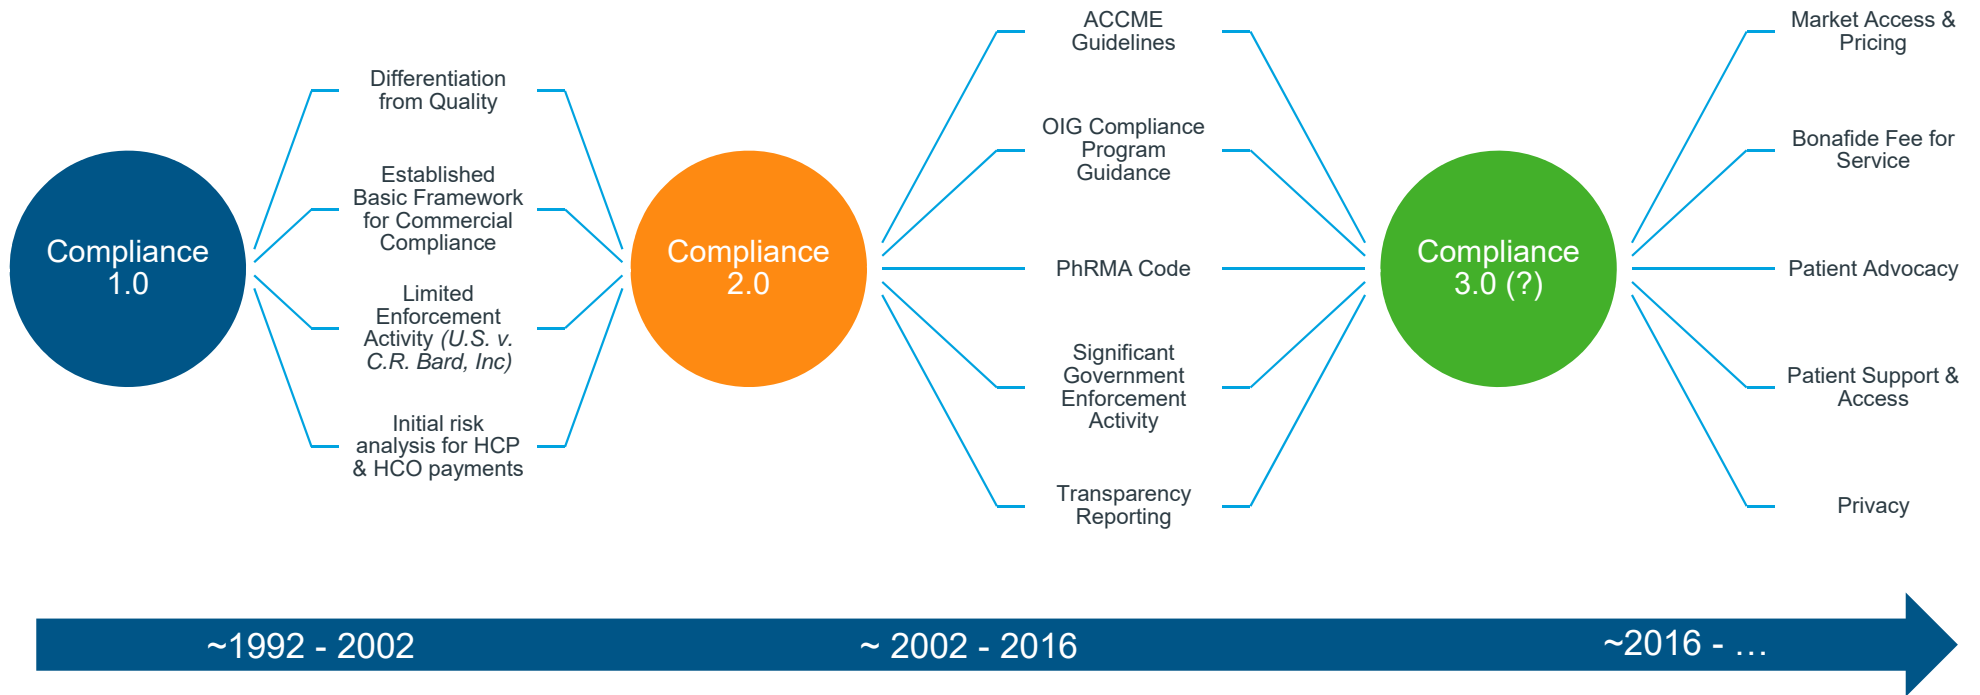 Compliance
1.0
Differentiation
from Quality
Established
Basic Framework
for Commercial
Compliance
Limited
Enforcement
Activity (U.S. v.
C.R. Bard, Inc)
Initial risk
analysis for HCP
& HCO payments
Compliance
2.0
ACCME
Guidelines
OIG Compliance
Program
Guidance
PhRMA Code
Significant
Government
Enforcement
Activity
Transparency
Reporting
Compliance
3.0 (?)
Market Access &
Pricing
Bonafide Fee for
Service
Patient Advocacy
Patient Support &
Access
Privacy
~1992 - 2002
~ 2002 - 2016
~2016 - …